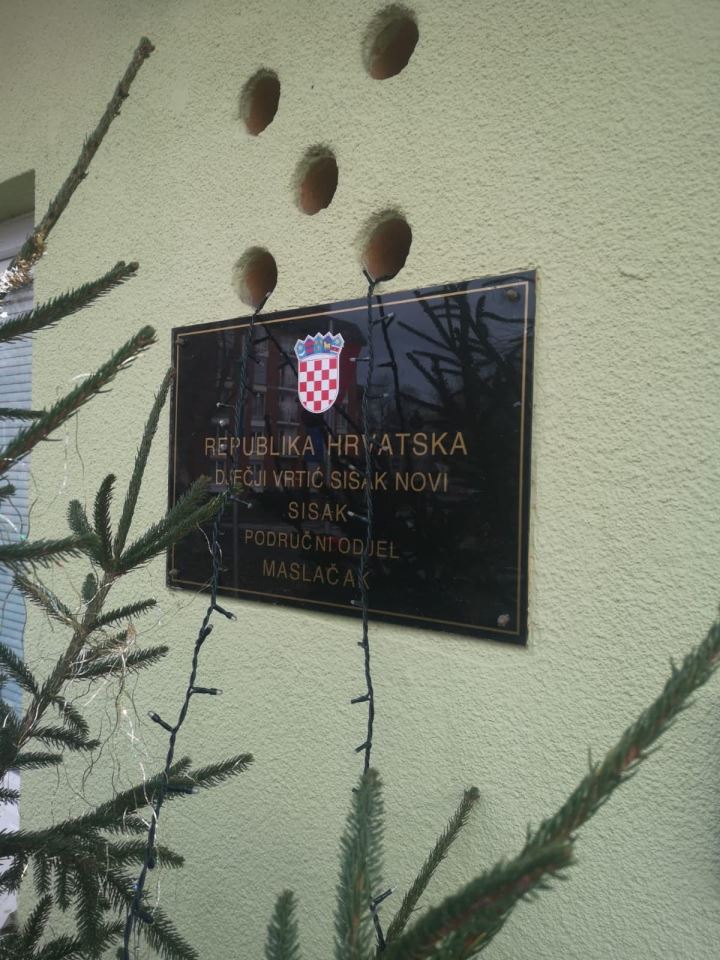 REPUBLIKA HRVATSKA
DJEČJI VRTIĆ SISAK NOVI
SISAK
PODRUČNI ODJEL
MASLAČAK